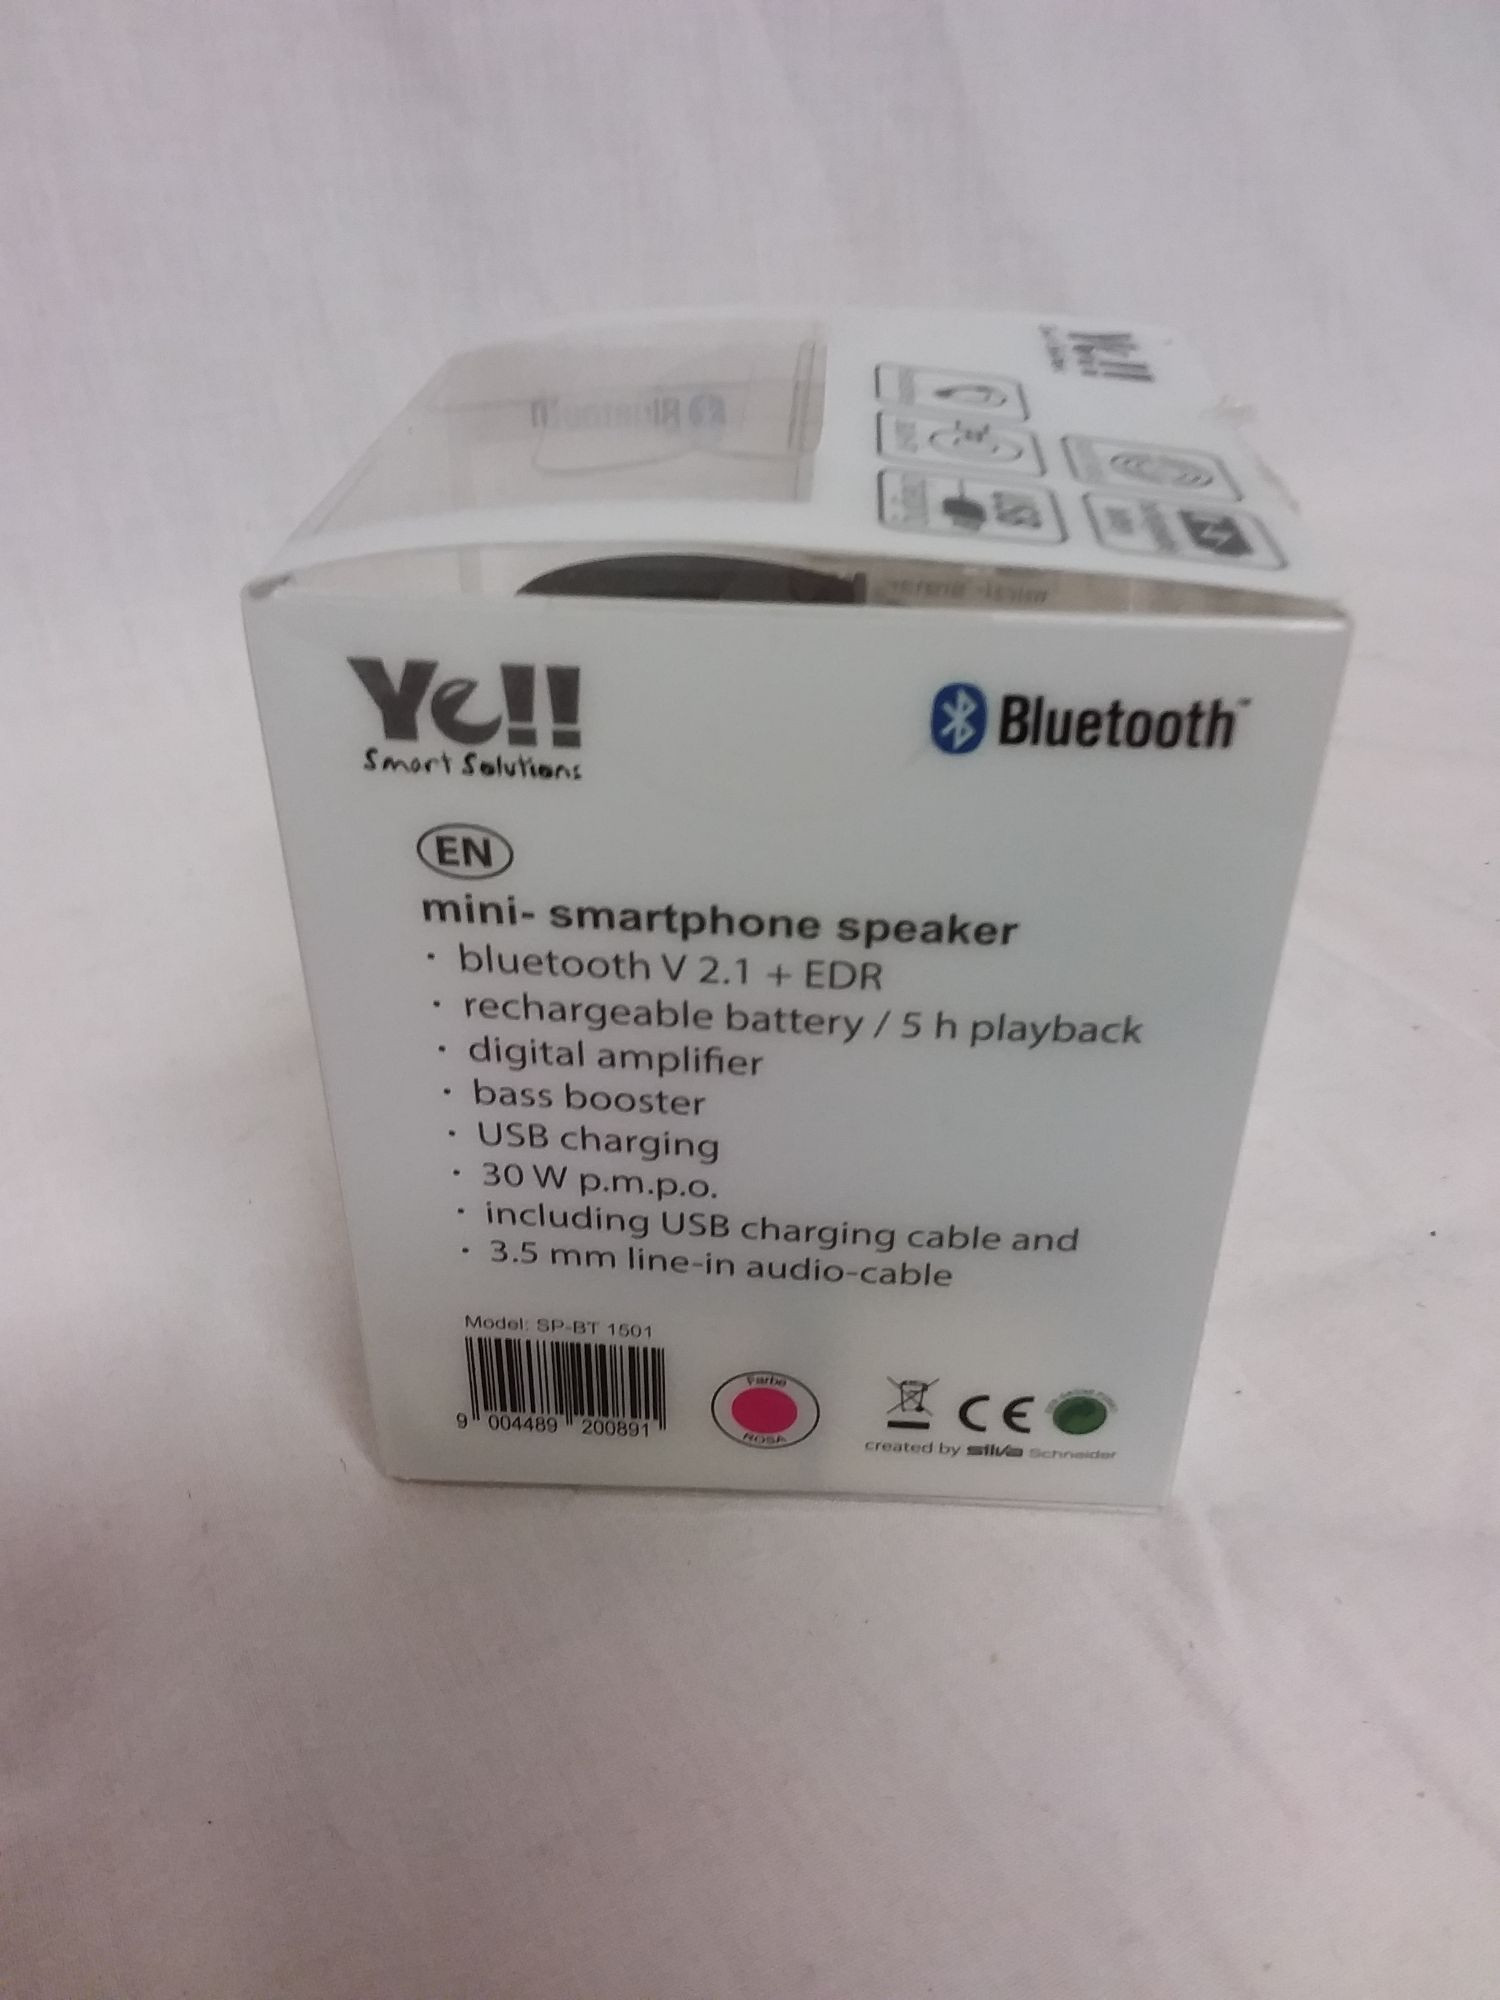 Bluetooth
Ye!!
Smart Solutions
Bluetooth™
EN
mini- smartphone speaker
· bluetooth V 2.1 + EDR
· rechargeable battery / 5 h playback
· digital amplifier
· bass booster
· USB charging
· 30 W p.m.p.o.
· including USB charging cable and
· 3.5 mm line-in audio-cable
Model: SP-BT 1501
9 004489 200891
Farbe
ROSA
CE
created by silva Schneider